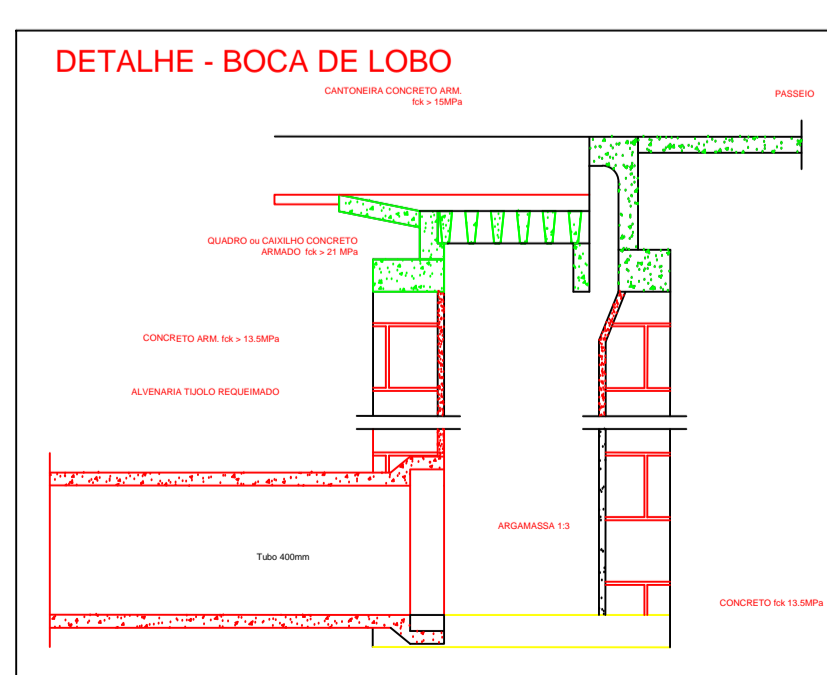 DETALHE - BOCA DE LOBO
CANTONEIRA CONCRETO ARM.
fck > 15MPa
PASSEIO
QUADRO ou CAIXILHO CONCRETO
ARMADO fck > 21 MPa
CONCRETO ARM. fck > 13.5MPa
ALVENARIA TIJOLO REQUEIMADO
ARGAMASSA 1:3
Tubo 400mm
CONCRETO fck 13.5MPa